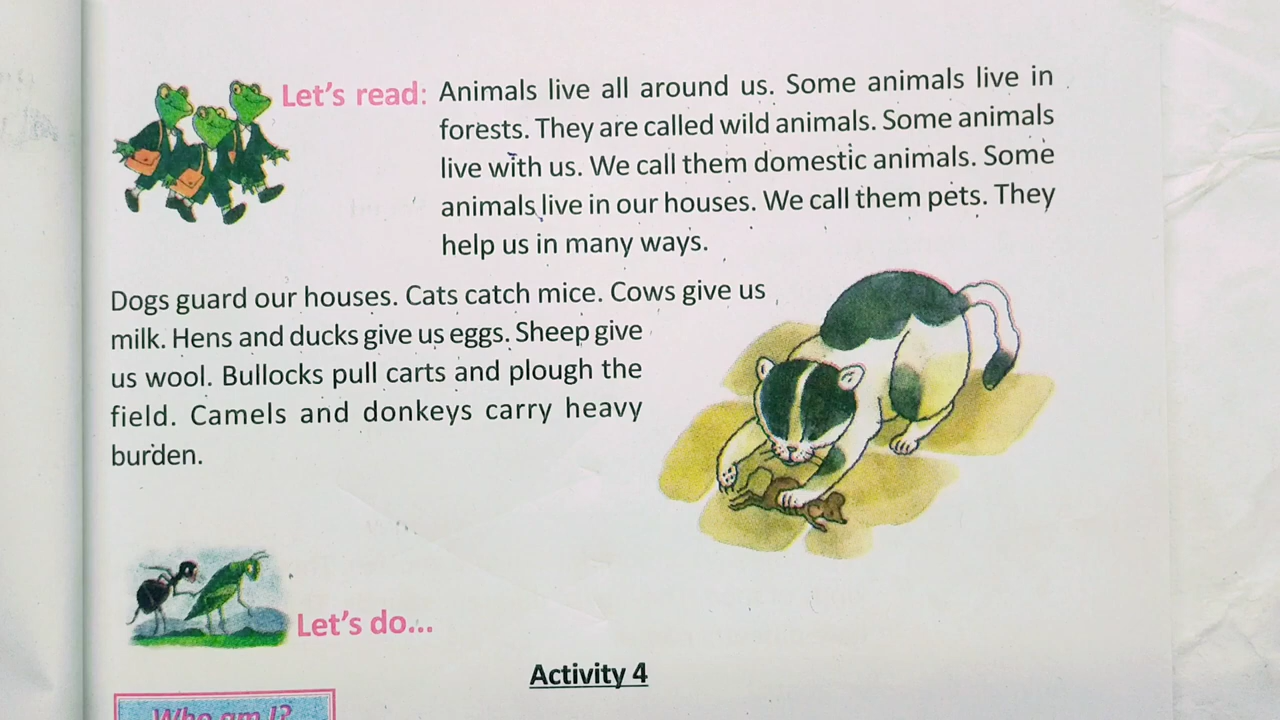 Let's read: Animals live all around us. Some animals live in
forests. They are called wild animals. Some animals
live with us. We call them domestic animals. Some
animals live in our houses. We call them pets. They
help us in many ways.
Dogs guard our houses. Cats catch mice. Cows give us
milk. Hens and ducks give us eggs. Sheep give
us wool. Bullocks pull carts and plough the
field. Camels and donkeys carry heavy
burden.
Let's do...
Activity 4
Who am I?